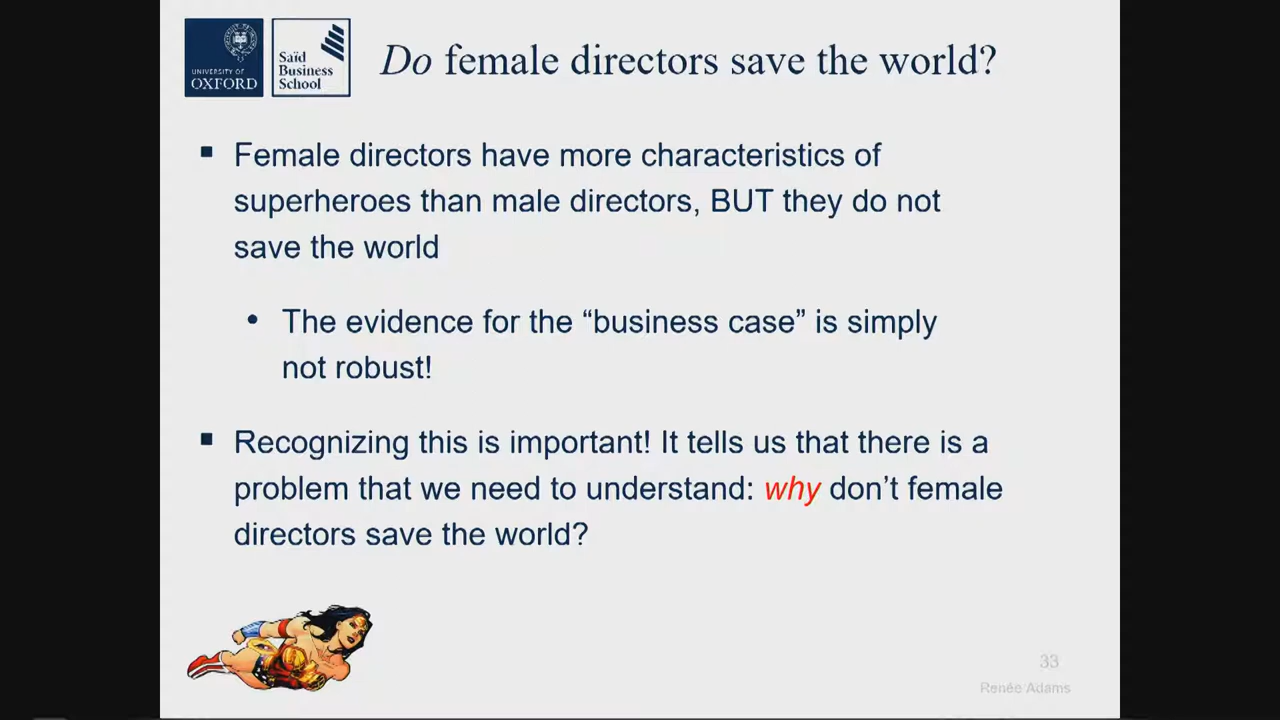 UNIVERSITY OF
OXFORD
Saïd
Business
School
Do female directors save the world?
Female directors have more characteristics of
superheroes than male directors, BUT they do not
save the world
The evidence for the “business case” is simply
not robust!
Recognizing this is important! It tells us that there is a
problem that we need to understand: why don’t female
directors save the world?
33
Renée Adams